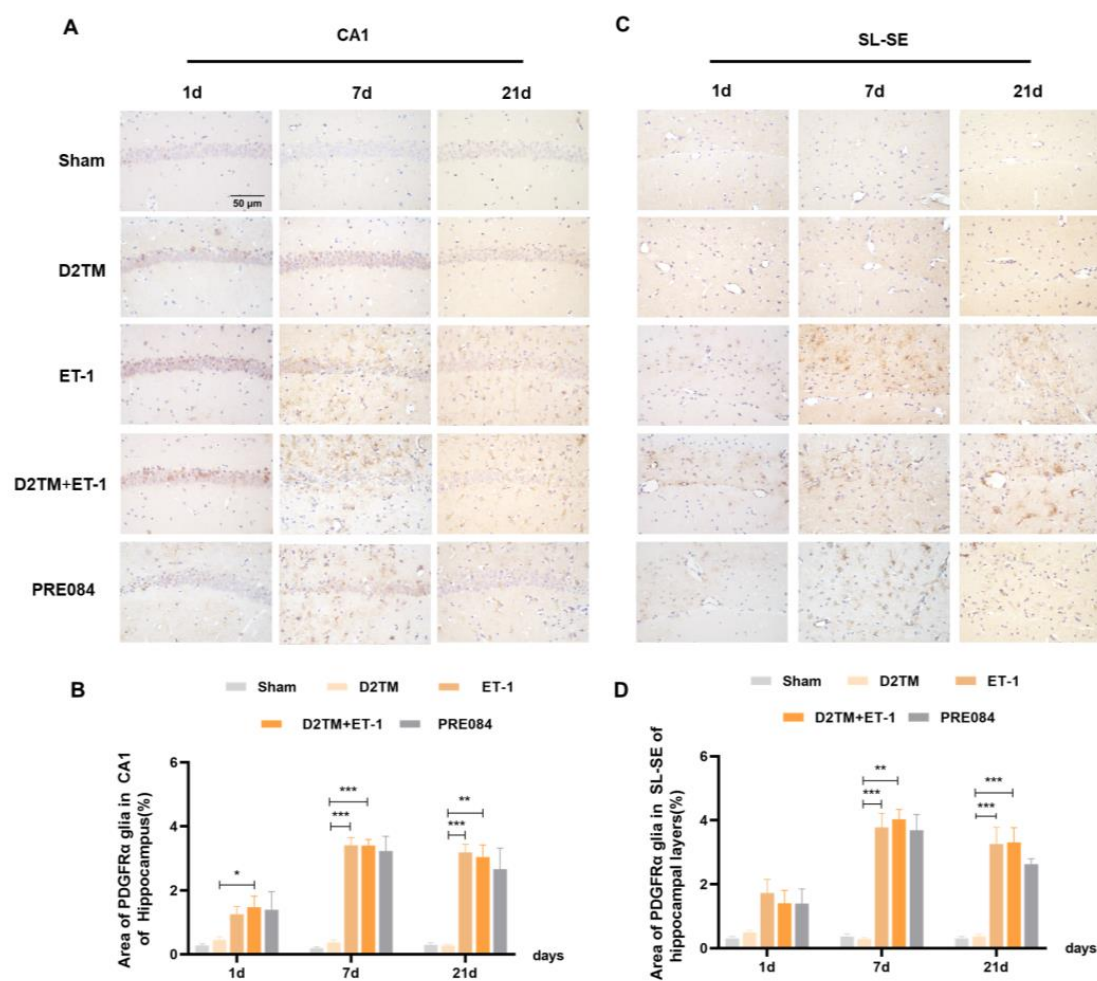 A
CA1
1d 7d 21d
Sham
50 μm
D2TM
ET-1
D2TM+ET-1
PRE084
C
SL-SE
1d 7d 21d
B
Sham D2TM ET-1
D2TM+ET-1 PRE084
Area of PDGFRα glia in CA1
of Hippocampus(%)
6
4
2
0
*
***
***
**
***
1d 7d 21d days
D
Sham D2TM ET-1
D2TM+ET-1 PRE084
Area of PDGFRα glia in SL-SE of
hippocampal layers(%)
6
4
2
0
**
***
***
***
1d 7d 21d days